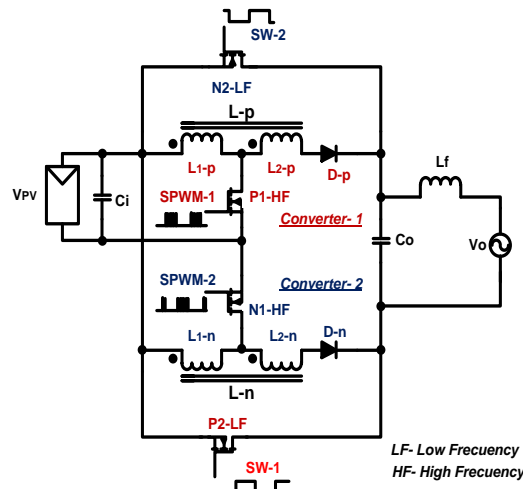 SW-2
N2-LF
L-p
L1-p
L2-p
D-p
Lf
VPV
Ci
SPWM-1
P1-HF
Converter- 1
Co
Vo
SPWM-2
Converter- 2
N1-HF
L1-n
L2-n
D-n
L-n
P2-LF
SW-1
LF- Low Frecuency
HF- High Frecuency